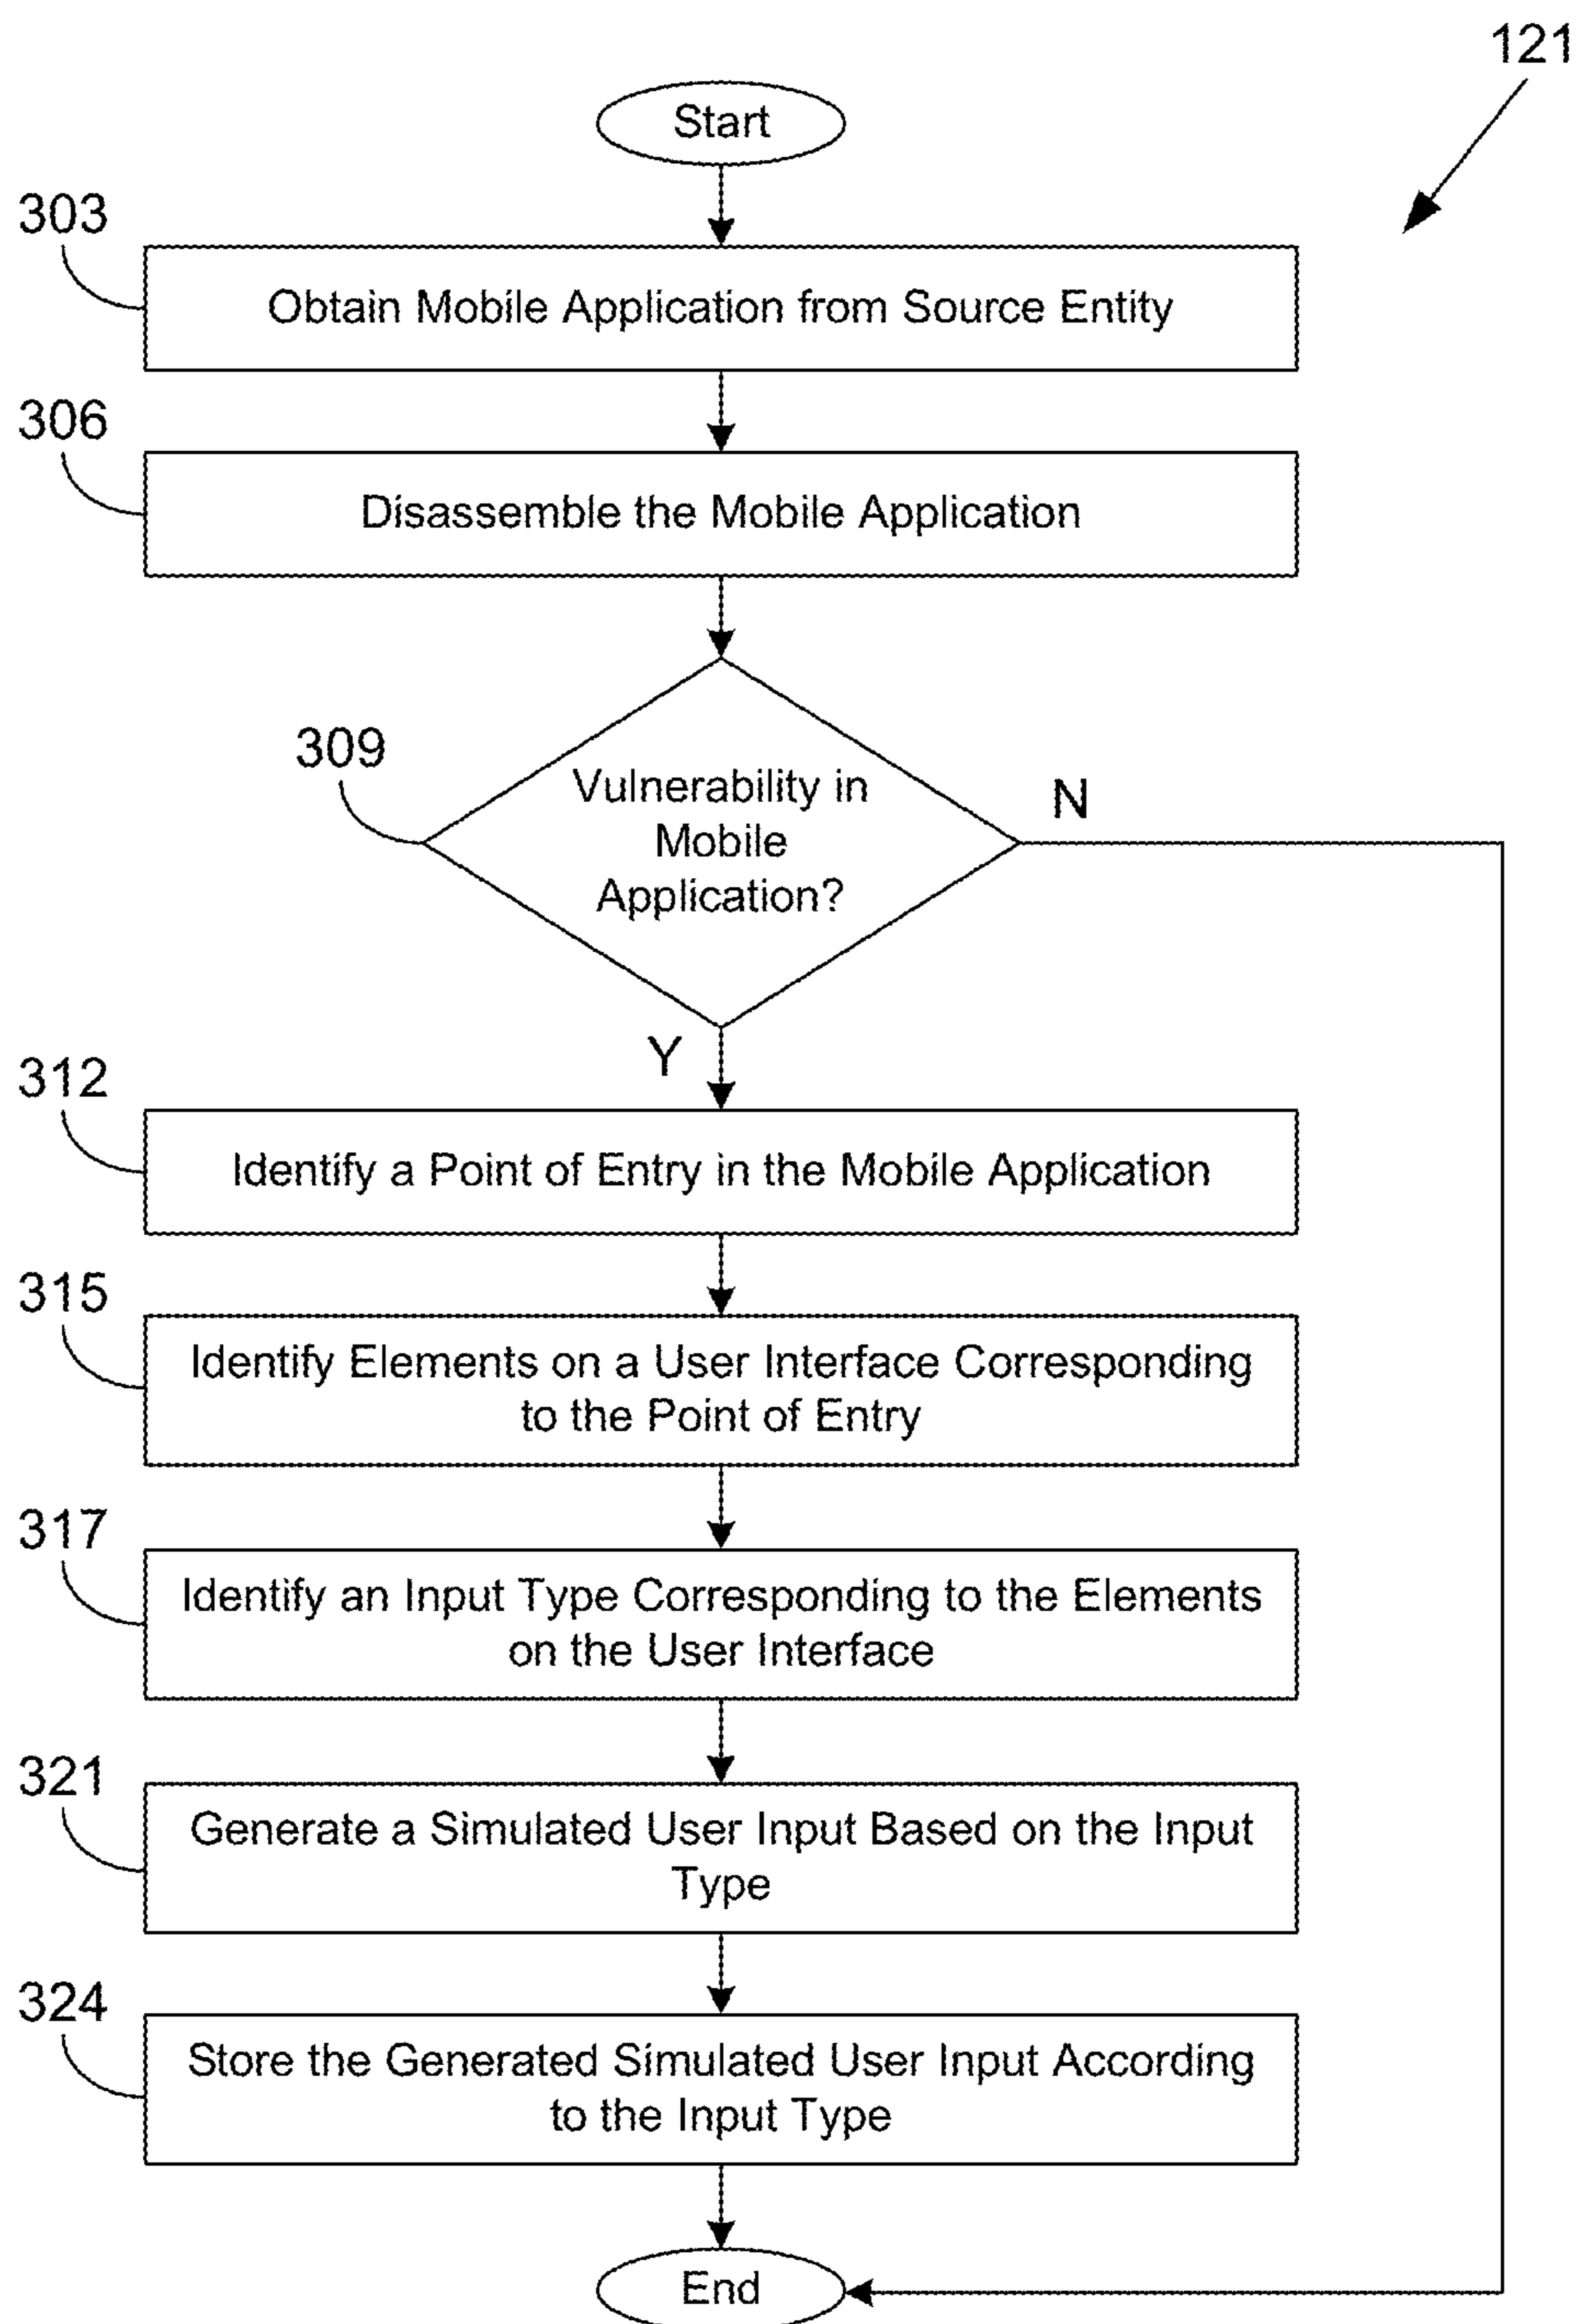 121
Start
303
Obtain Mobile Application from Source Entity
306
Disassemble the Mobile Application
309
Vulnerability in
Mobile
Application?
N
Y
312
Identify a Point of Entry in the Mobile Application
315
Identify Elements on a User Interface Corresponding
to the Point of Entry
317
Identify an Input Type Corresponding to the Elements
on the User Interface
321
Generate a Simulated User Input Based on the Input
Type
324
Store the Generated Simulated User Input According
to the Input Type
End